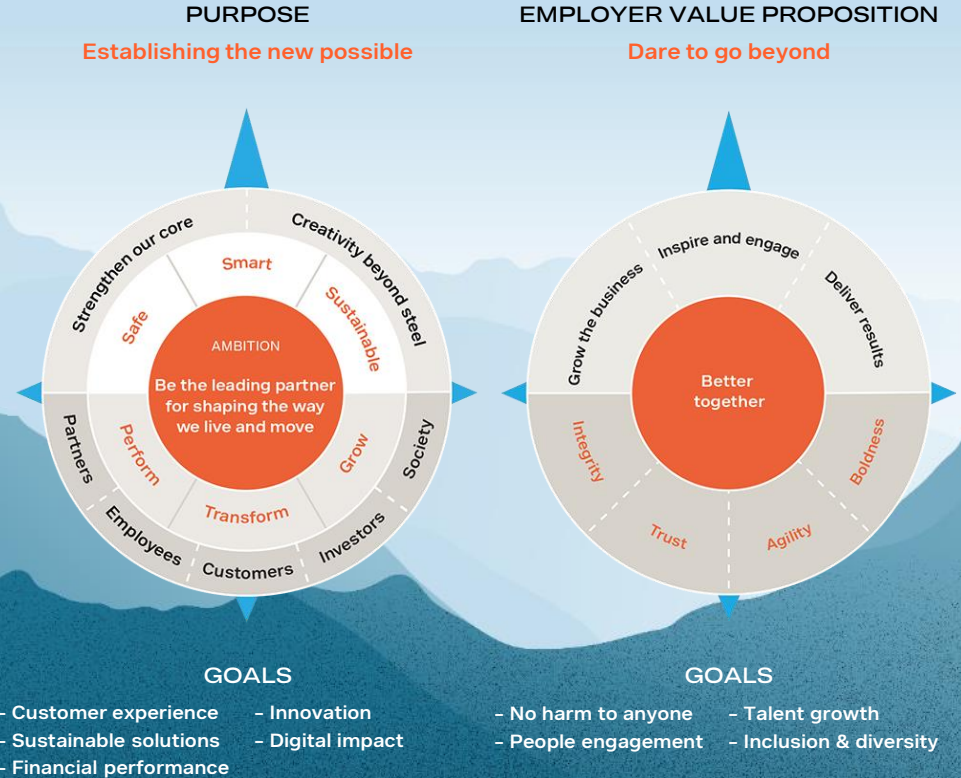 PURPOSE
Establishing the new possible
Strengthen our core
Creativity beyond steel
Safe
Smart
Sustainable
AMBITION
Be the leading partner
for shaping the way
we live and move
Perform
Transform
Grow
Partners
Employees
Customers
Investors
Society
GOALS
- Customer experience
- Sustainable solutions
- Financial performance
- Innovation
- Digital impact
EMPLOYER VALUE PROPOSITION
Dare to go beyond
Grow the business
Inspire and engage
Deliver results
Better
together
Integrity
Trust
Agility
Boldness
GOALS
- No harm to anyone
- People engagement
- Talent growth
- Inclusion & diversity